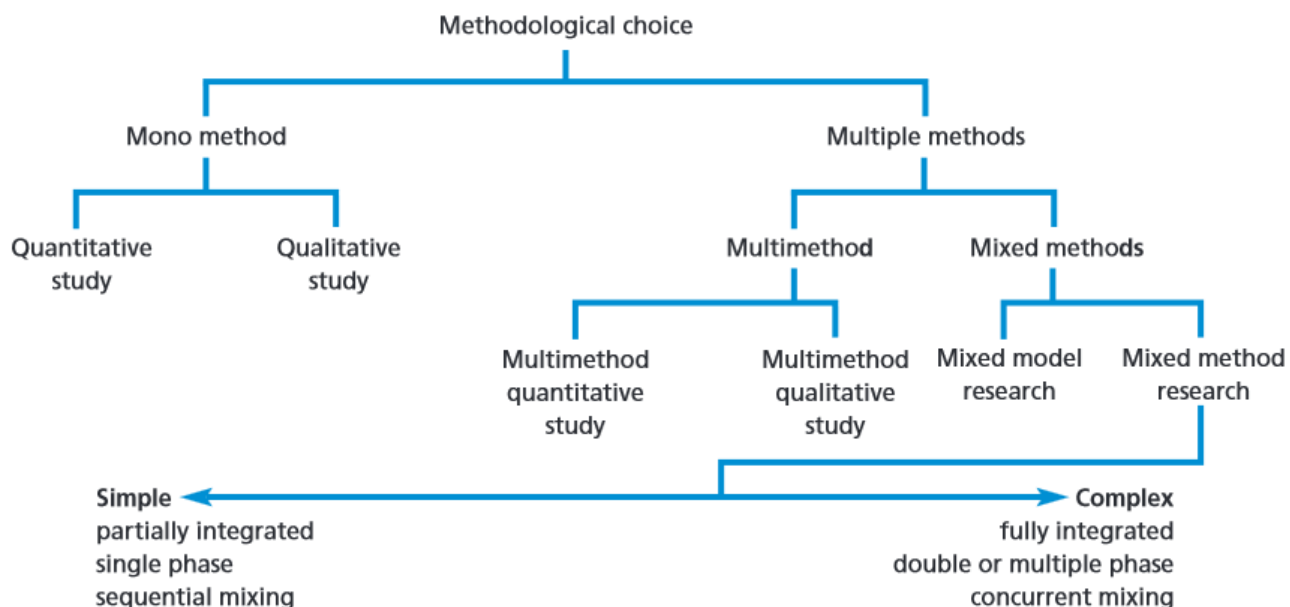 Methodological choice
Mono method
Multiple methods
Quantitative
study
Qualitative
study
Multimethod
Mixed methods
Multimethod
quantitative
study
Multimethod
qualitative
study
Mixed model
research
Mixed method
research
Simple
partially integrated
single phase
sequential mixing
Complex
fully integrated
double or multiple phase
concurrent mixing